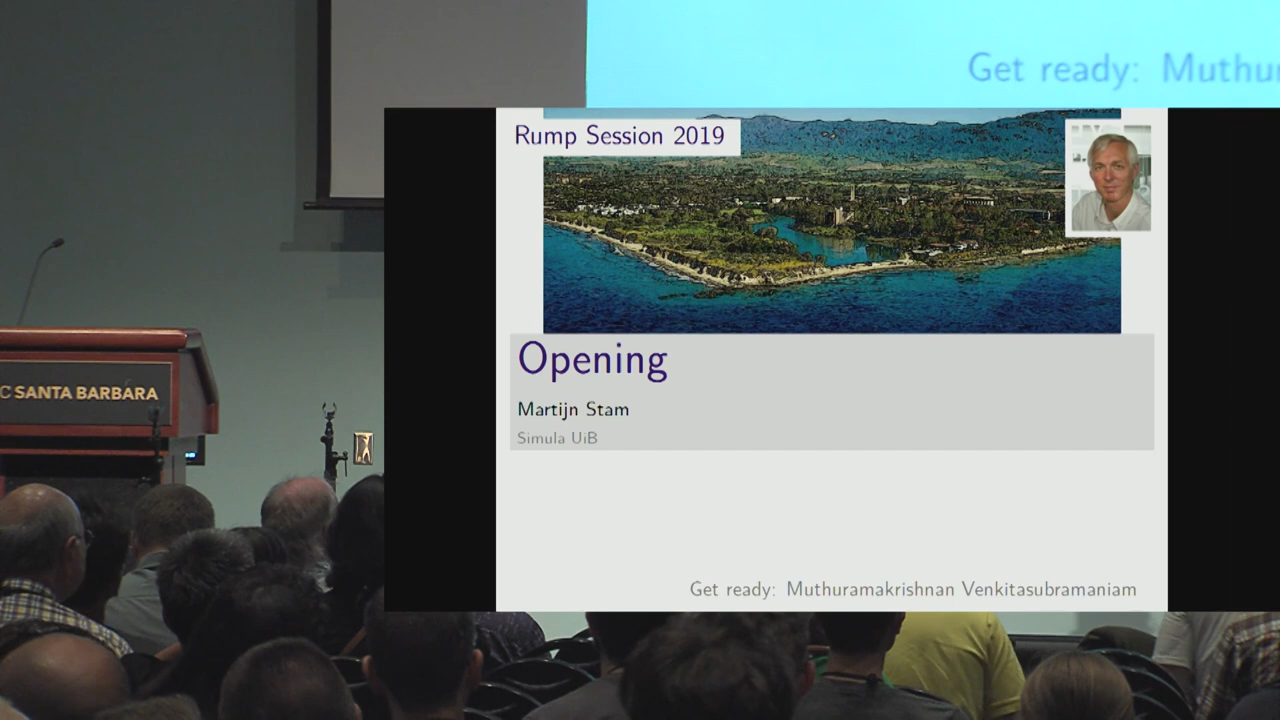 Get ready: Muthu
Rump Session 2019
Opening
Martijn Stam
Simula UiB
Get ready: Muthuramakrishnan Venkitasubramaniam
C SANTA BARBARA